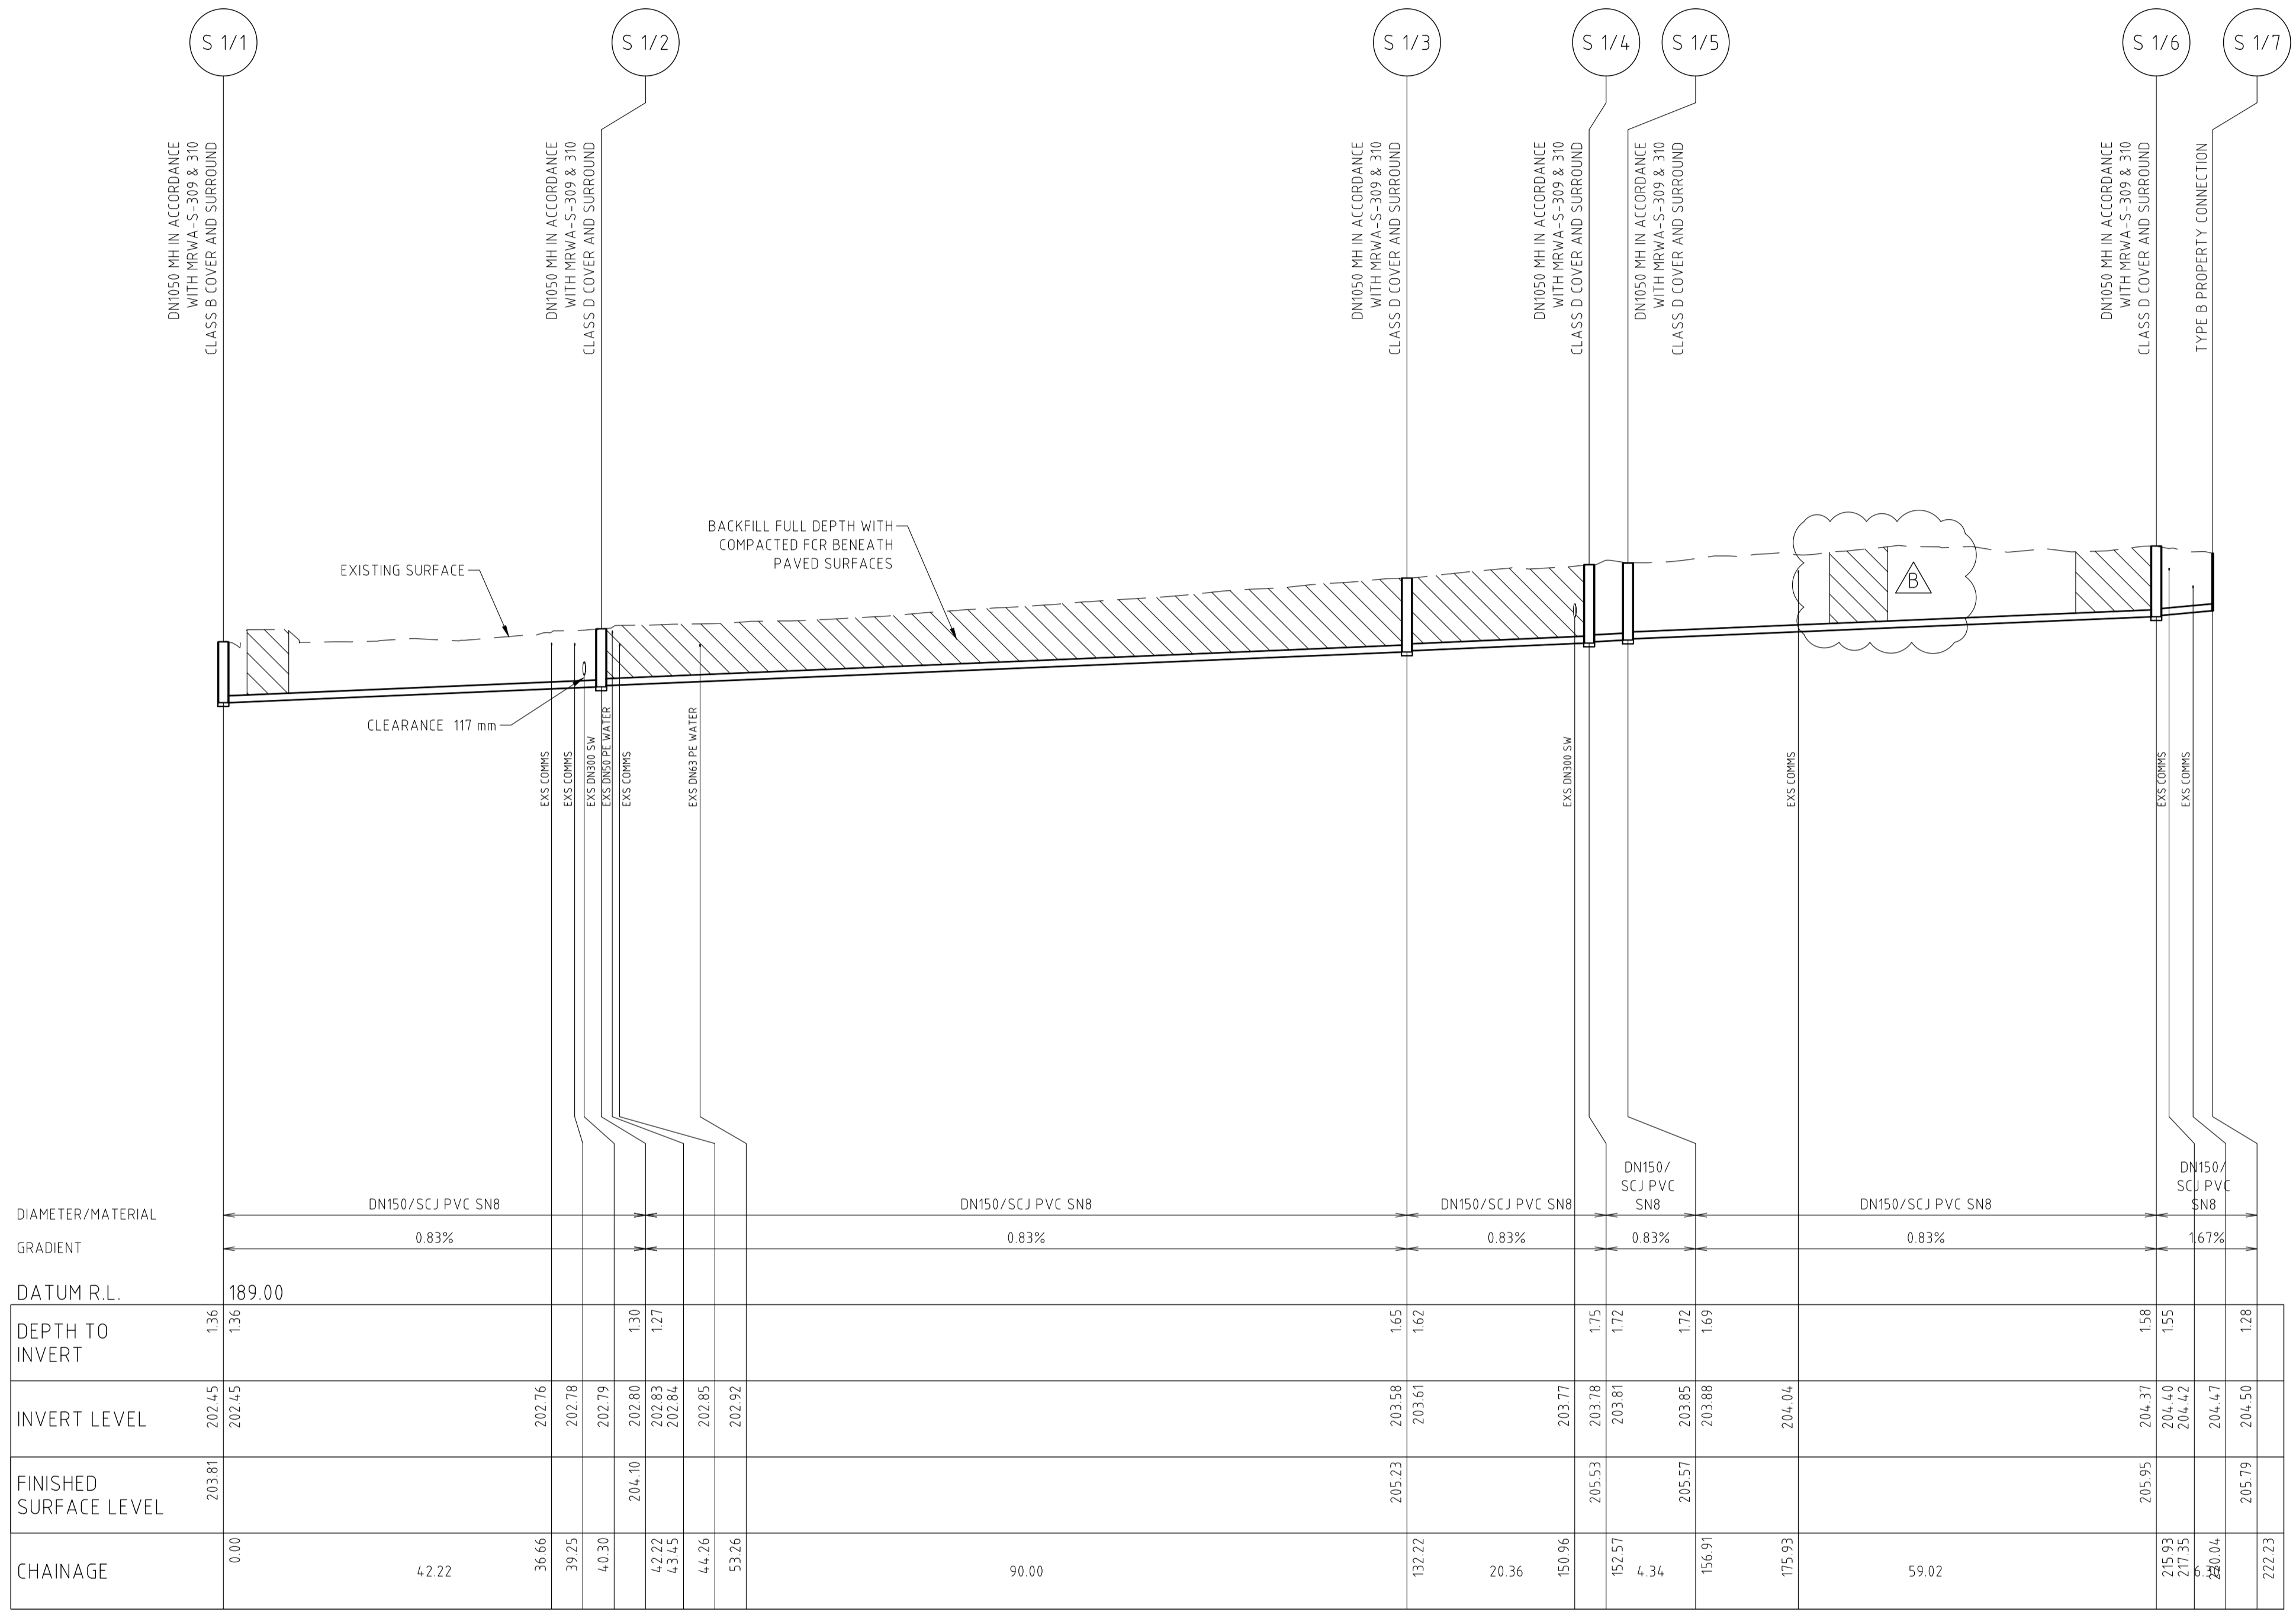 S 1/1
S 1/2
S 1/3
S 1/4
S 1/5
S 1/6
S 1/7
DN1050 MH IN ACCORDANCE
WITH MRWA-S-309 & 310
CLASS B COVER AND SURROUND
DN1050 MH IN ACCORDANCE
WITH MRWA-S-309 & 310
CLASS D COVER AND SURROUND
DN1050 MH IN ACCORDANCE
WITH MRWA-S-309 & 310
CLASS D COVER AND SURROUND
DN1050 MH IN ACCORDANCE
WITH MRWA-S-309 & 310
CLASS D COVER AND SURROUND
DN1050 MH IN ACCORDANCE
WITH MRWA-S-309 & 310
CLASS D COVER AND SURROUND
DN1050 MH IN ACCORDANCE
WITH MRWA-S-309 & 310
CLASS D COVER AND SURROUND
TYPE B PROPERTY CONNECTION
BACKFILL FULL DEPTH WITH
COMPACTED FCR BENEATH
PAVED SURFACES
EXISTING SURFACE
B
CLEARANCE 117 mm
EXS COMMS
EXS COMMS
EXS DN300 SW
EXS DN50 PE WATER
EXS COMMS
EXS DN63 PE WATER
EXS DN300 SW
EXS COMMS
EXS COMMS
EXS COMMS
DIAMETER/MATERIAL
DN150/SCJ PVC SN8
DN150/SCJ PVC SN8
DN150/SCJ PVC SN8
DN150/
SCJ PVC
SN8
DN150/SCJ PVC SN8
DN150/
SCJ PVC
SN8
GRADIENT
0.83%
0.83%
0.83%
0.83%
0.83%
1.67%
DATUM R.L.
189.00
DEPTH TO
INVERT
1.36
1.36
1.30
1.27
1.65
1.62
1.75
1.72
1.72
1.69
1.58
1.55
1.28
INVERT LEVEL
202.45
202.45
202.76
202.78
202.79
202.80
202.83
202.84
202.85
202.92
203.58
203.61
203.77
203.78
203.81
203.85
203.88
204.04
204.37
204.40
204.42
204.47
204.50
FINISHED
SURFACE LEVEL
203.81
204.10
205.23
205.53
205.57
205.95
205.79
CHAINAGE
0.00
42.22
36.66
39.25
40.30
42.22
43.45
44.26
53.26
90.00
132.22
20.36
150.96
152.57
4.34
156.91
175.93
59.02
215.93
217.35
222.23